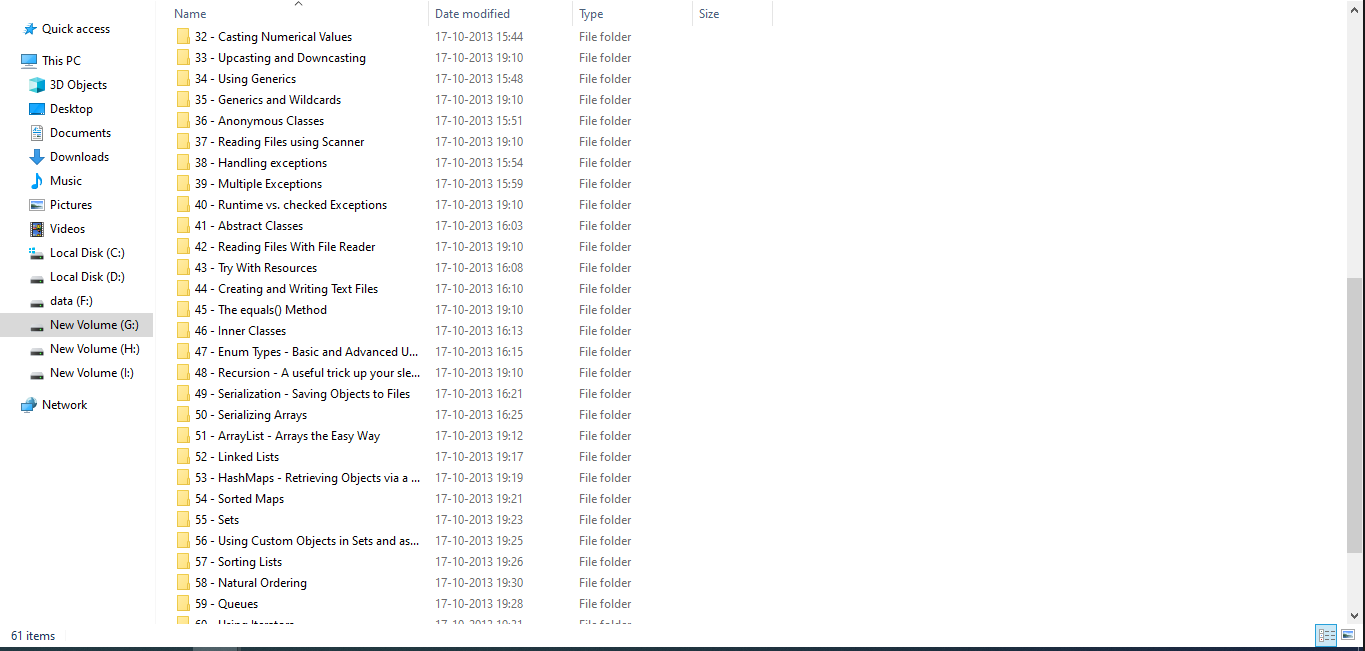 Name Date modified Type Size
Quick access
This PC
3D Objects
Desktop
Documents
Downloads
Music
Pictures
Videos
Local Disk (C:)
Local Disk (D:)
data (F:)
New Volume (G:)
New Volume (H:)
New Volume (I:)
Network
32 - Casting Numerical Values 17-10-2013 15:44 File folder
33 - Upcasting and Downcasting 17-10-2013 19:10 File folder
34 - Using Generics 17-10-2013 15:48 File folder
35 - Generics and Wildcards 17-10-2013 19:10 File folder
36 - Anonymous Classes 17-10-2013 15:51 File folder
37 - Reading Files using Scanner 17-10-2013 19:10 File folder
38 - Handling exceptions 17-10-2013 15:54 File folder
39 - Multiple Exceptions 17-10-2013 15:59 File folder
40 - Runtime vs. checked Exceptions 17-10-2013 19:10 File folder
41 - Abstract Classes 17-10-2013 16:03 File folder
42 - Reading Files With File Reader 17-10-2013 19:10 File folder
43 - Try With Resources 17-10-2013 16:08 File folder
44 - Creating and Writing Text Files 17-10-2013 16:10 File folder
45 - The equals() Method 17-10-2013 19:10 File folder
46 - Inner Classes 17-10-2013 16:13 File folder
47 - Enum Types - Basic and Advanced U... 17-10-2013 16:15 File folder
48 - Recursion - A useful trick up your sle... 17-10-2013 19:10 File folder
49 - Serialization - Saving Objects to Files 17-10-2013 16:21 File folder
50 - Serializing Arrays 17-10-2013 16:25 File folder
51 - ArrayList - Arrays the Easy Way 17-10-2013 19:12 File folder
52 - Linked Lists 17-10-2013 19:17 File folder
53 - HashMaps - Retrieving Objects via a ... 17-10-2013 19:19 File folder
54 - Sorted Maps 17-10-2013 19:21 File folder
55 - Sets 17-10-2013 19:23 File folder
56 - Using Custom Objects in Sets and as... 17-10-2013 19:25 File folder
57 - Sorting Lists 17-10-2013 19:26 File folder
58 - Natural Ordering 17-10-2013 19:30 File folder
59 - Queues 17-10-2013 19:28 File folder
60 - Using Iterators 17-10-2013 19:31 File folder
61 items